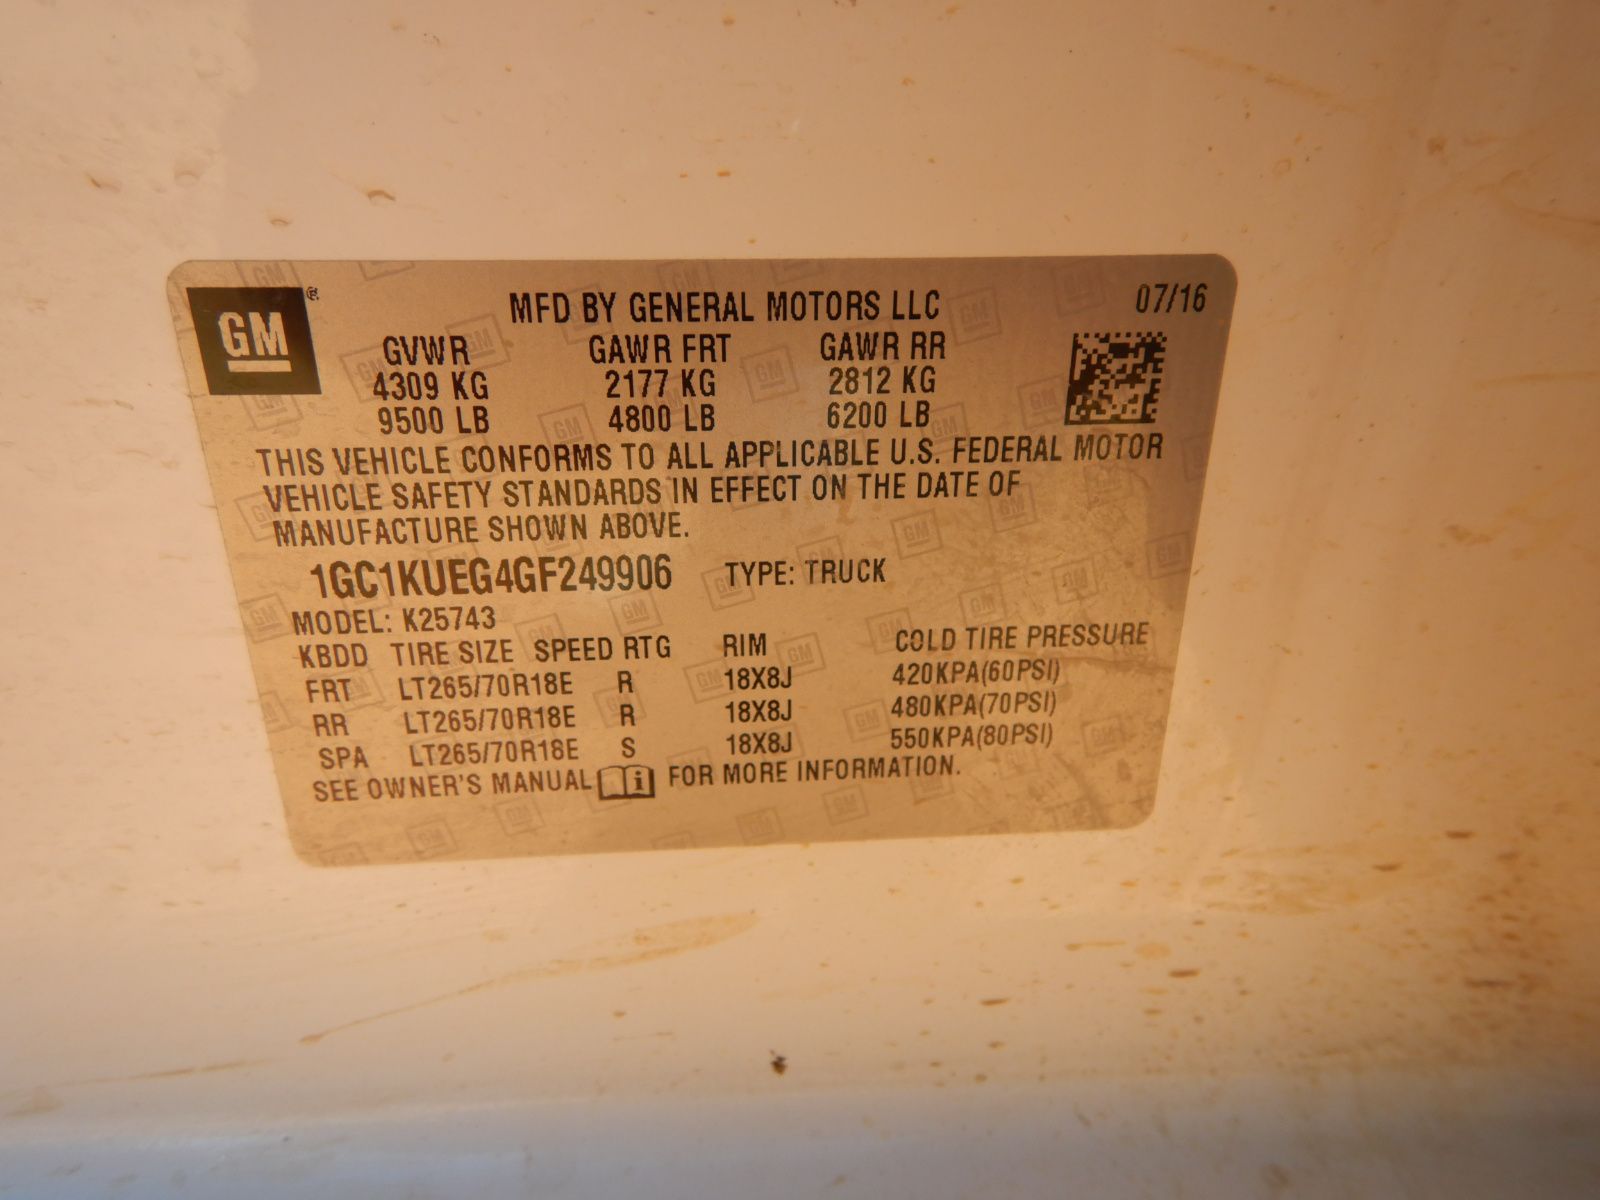 GM®
MFD BY GENERAL MOTORS LLC 07/16
GVWR GAWR FRT GAWR RR
4309 KG 2177 KG 2812 KG
9500 LB 4800 LB 6200 LB
THIS VEHICLE CONFORMS TO ALL APPLICABLE U.S. FEDERAL MOTOR
VEHICLE SAFETY STANDARDS IN EFFECT ON THE DATE OF
MANUFACTURE SHOWN ABOVE.
1GC1KUEG4GF249906 TYPE: TRUCK
MODEL: K25743
KBDD TIRE SIZE SPEED RTG RIM COLD TIRE PRESSURE
FRT LT265/70R18E R 18X8J 420KPA(60PSI)
RR LT265/70R18E R 18X8J 480KPA(70PSI)
SPA LT265/70R18E S 18X8J 550KPA(80PSI)
SEE OWNER'S MANUAL FOR MORE INFORMATION.